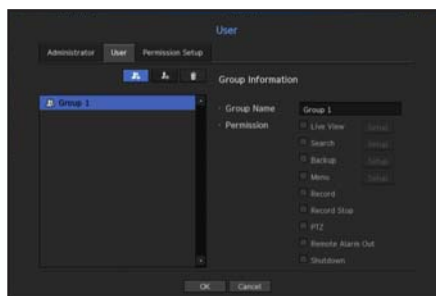 User
Administrator User Permission Setup
Group Information
Group 1
Group Name Group 1
Permission Live View Setup
Search Setup
Backup Setup
Menu Setup
Record
Record Stop
PTZ
Remote Alarm Out
Shutdown
OK Cancel